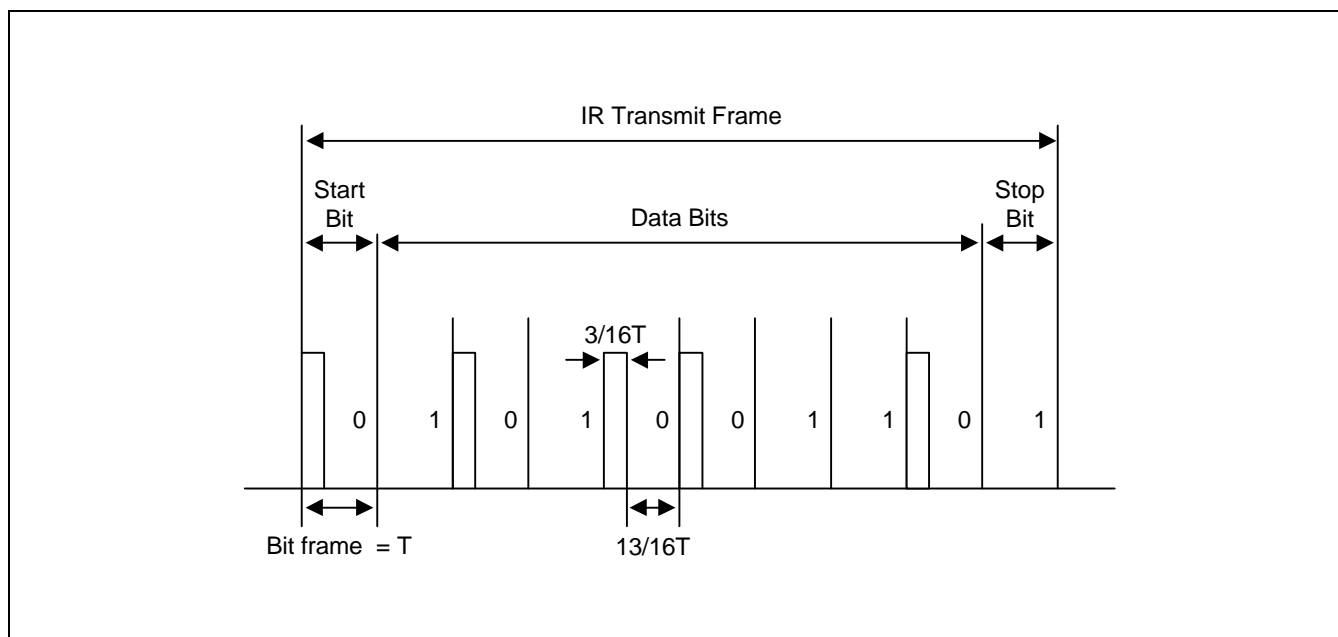 IR Transmit Frame
Start
Bit
Data Bits
Stop
Bit
3/16T
0 1 0 1 0 0 1 1 0 1
Bit frame = T
13/16T